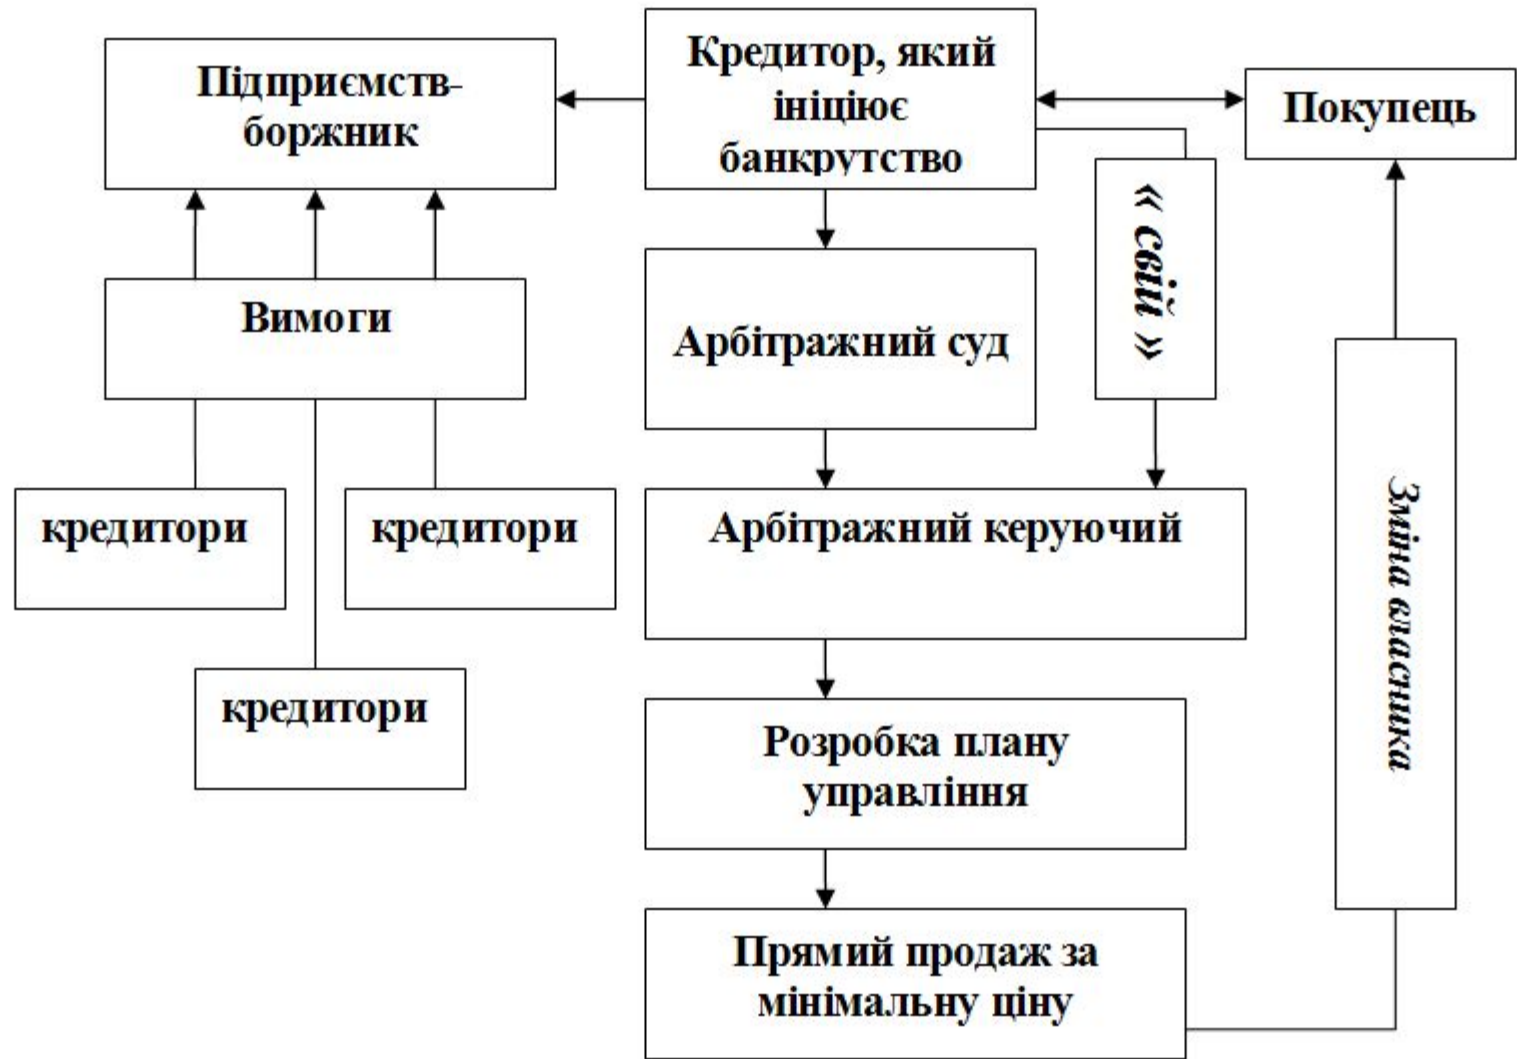 Підприємств-
боржник
Кредитор, який
ініціює
банкрутство
Покупець
« свій »
Вимоги
Арбітражний суд
кредитори
кредитори
кредитори
Арбітражний керуючий
Зміна власника
Розробка плану
управління
Прямий продаж за
мінімальну ціну